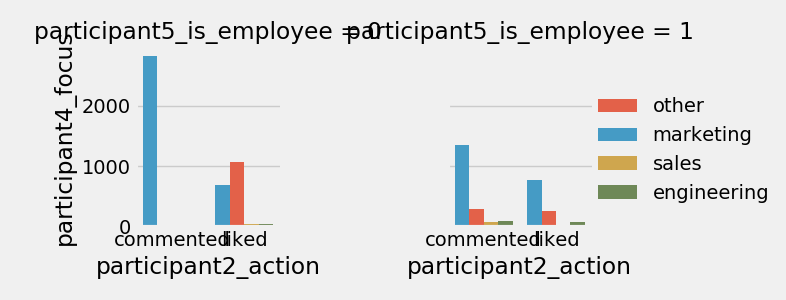 participant5_is_employee = 0
participant5_is_employee = 1
participant4_focus
2000
1000
0
commented
liked
commented
liked
participant2_action
participant2_action
other
marketing
sales
engineering